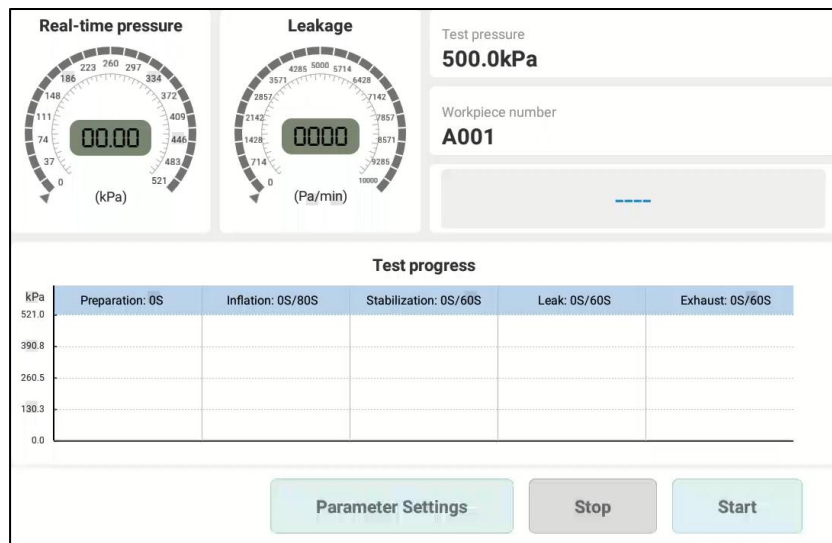 Real-time pressure
0
37
74
111
148
186
223
260
297
334
372
409
446
483
521
00.00
(kPa)
Leakage
0
714
1428
2142
2857
3571
4285
5000
5714
6428
7142
7857
8571
9285
10000
0000
(Pa/min)
Test pressure
500.0kPa
Workpiece number
A001
----
Test progress
kPa
Preparation: 0S
Inflation: 0S/80S
Stabilization: 0S/60S
Leak: 0S/60S
Exhaust: 0S/60S
521.0
390.8
260.5
130.3
0.0
Parameter Settings
Stop
Start